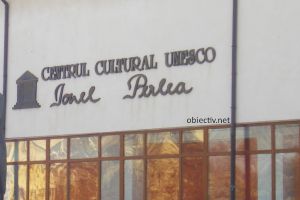 CENTRUL CULTURAL UNESCO
Ionel Perlea
obiectiv.net